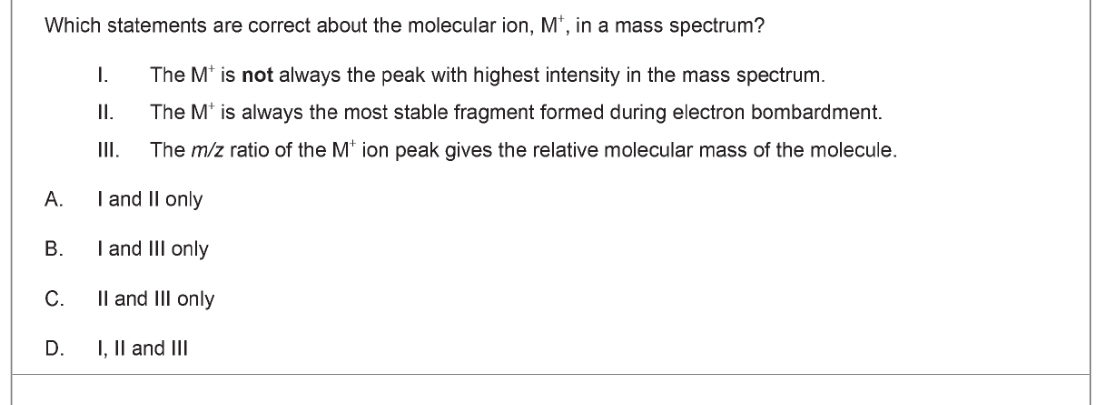 Which statements are correct about the molecular ion, M⁺, in a mass spectrum?
I. The M⁺ is not always the peak with highest intensity in the mass spectrum.
II. The M⁺ is always the most stable fragment formed during electron bombardment.
III. The m/z ratio of the M⁺ ion peak gives the relative molecular mass of the molecule.
A. I and II only
B. I and III only
C. II and III only
D. I, II and III